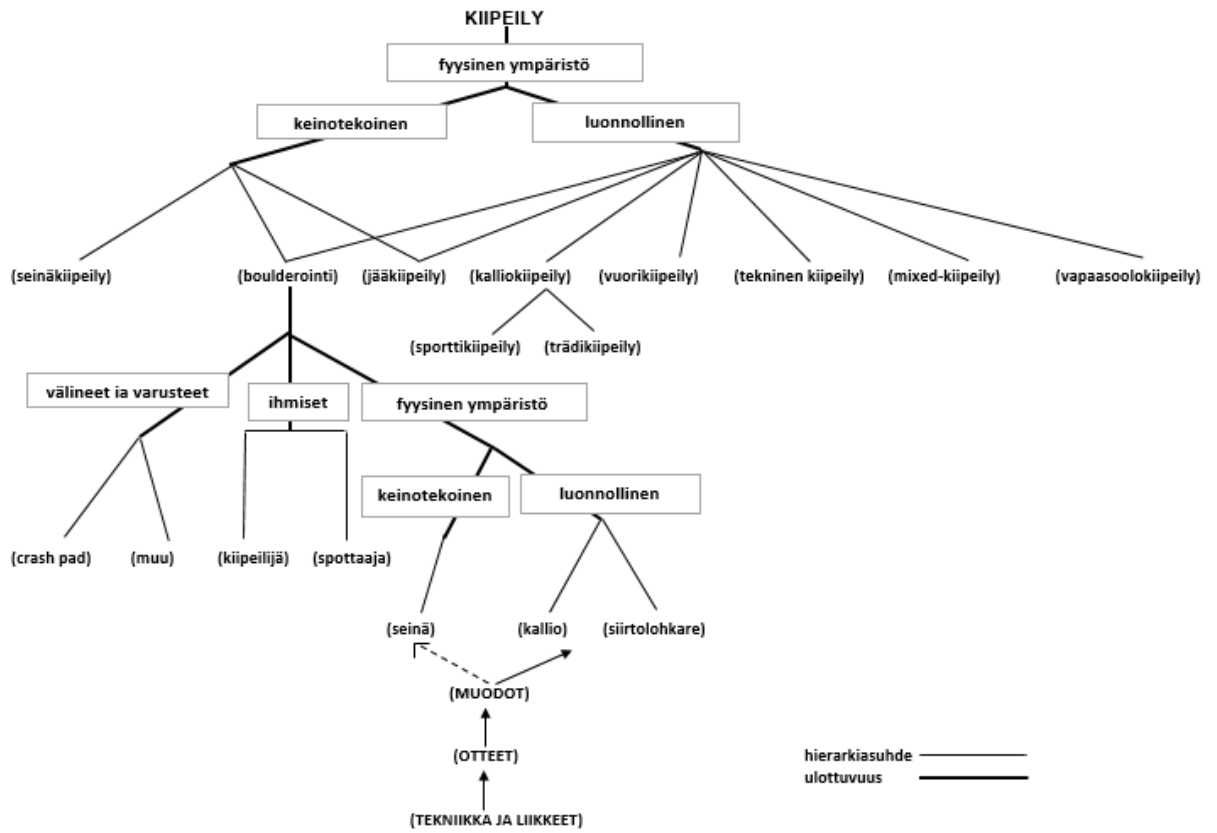 KIIPEILY
fyysinen ympäristö
keinotekoinen
luonnollinen
(seinäkiipeily)
(boulderointi)
(jääkiipeily)
(kalliokiipeily)
(vuorikiipeily)
(tekninen kiipeily)
(mixed-kiipeily)
(vapaasoolokiipeily)
(sporttikiipeily)
(trädikiipeily)
välineet ia varusteet
ihmiset
fyysinen ympäristö
keinotekoinen
luonnollinen
(crash pad)
(muu)
(kiipeilijä)
(spottaaja)
(seinä)
(kallio)
(siirtolohkare)
(MUODOT)
(OTTEET)
(TEKNIIKKA JA LIIKKEET)
hierarkiasuhde
ulottuvuus